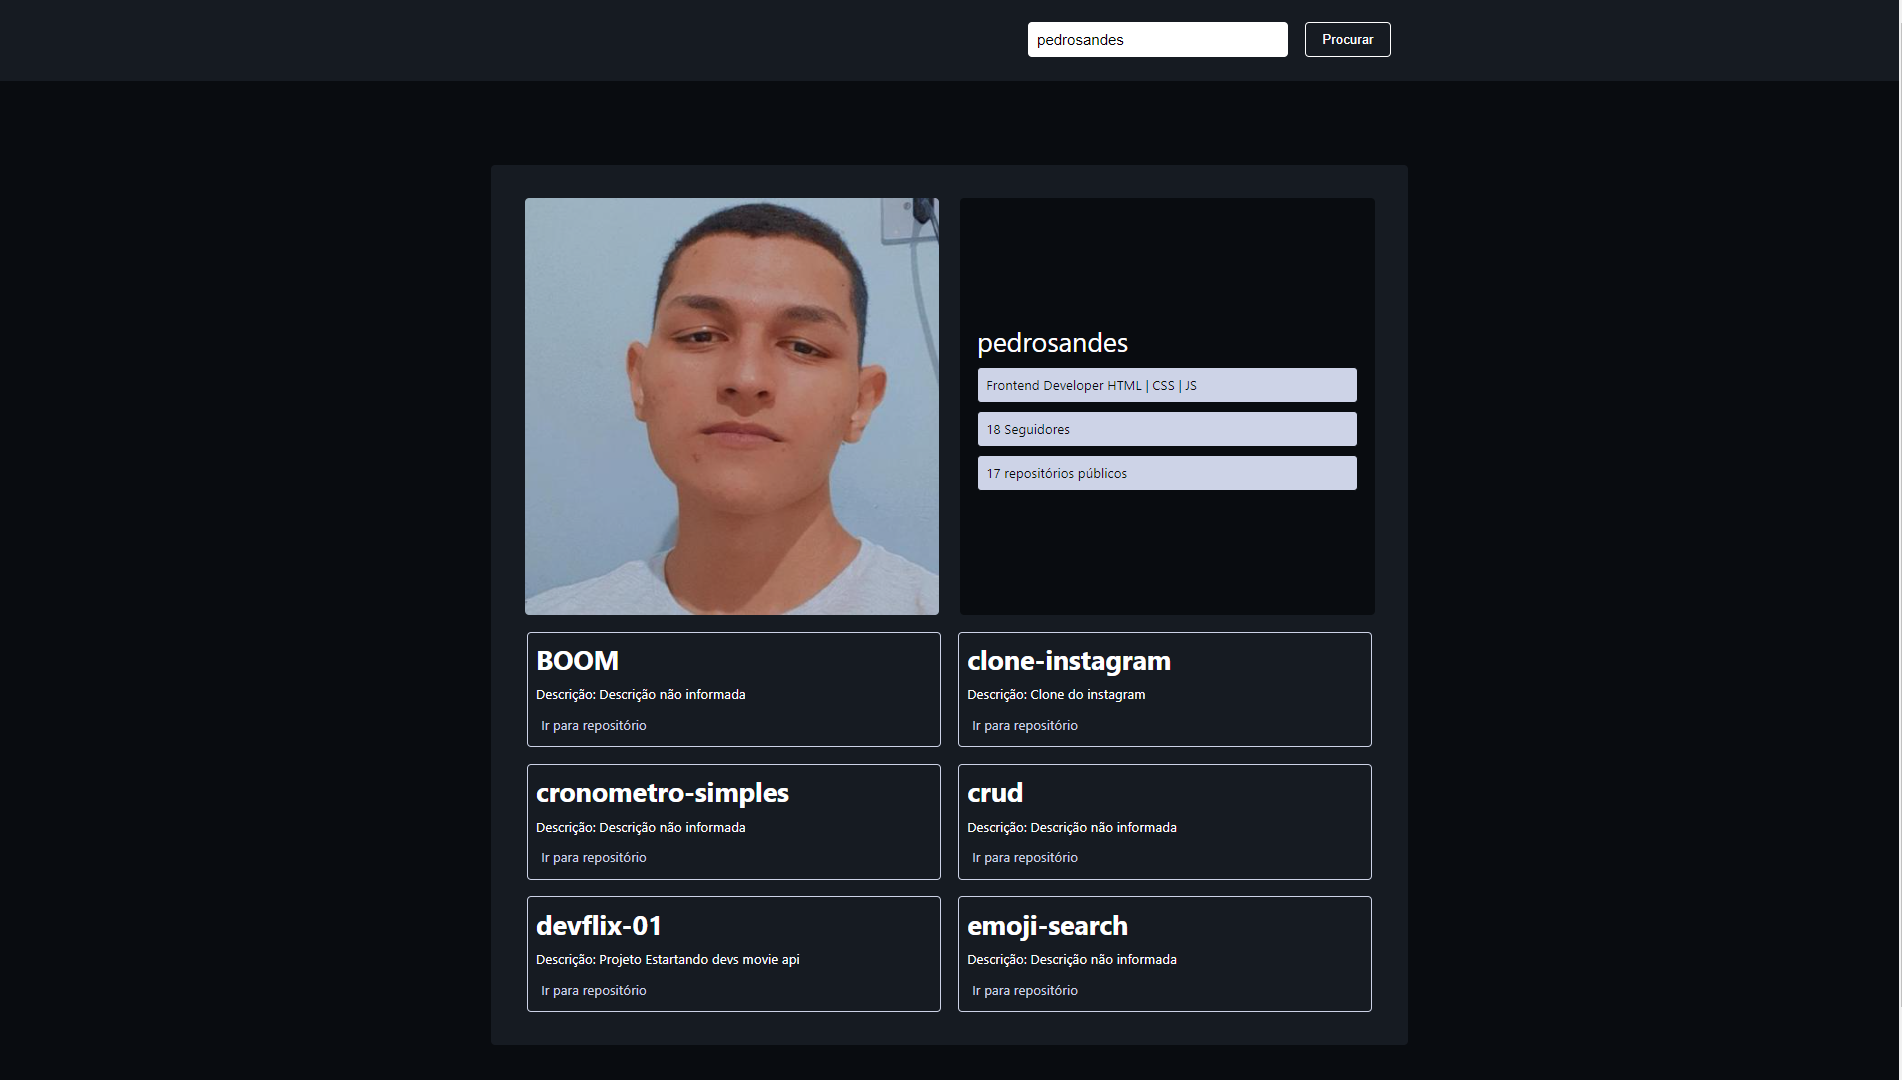 pedrosandes
Procurar
pedrosandes
Frontend Developer HTML | CSS | JS
18 Seguidores
17 repositórios públicos
BOOM
Descrição: Descrição não informada
Ir para repositório
clone-instagram
Descrição: Clone do instagram
Ir para repositório
cronometro-simples
Descrição: Descrição não informada
Ir para repositório
crud
Descrição: Descrição não informada
Ir para repositório
devflix-01
Descrição: Projeto Estartando devs movie api
Ir para repositório
emoji-search
Descrição: Descrição não informada
Ir para repositório